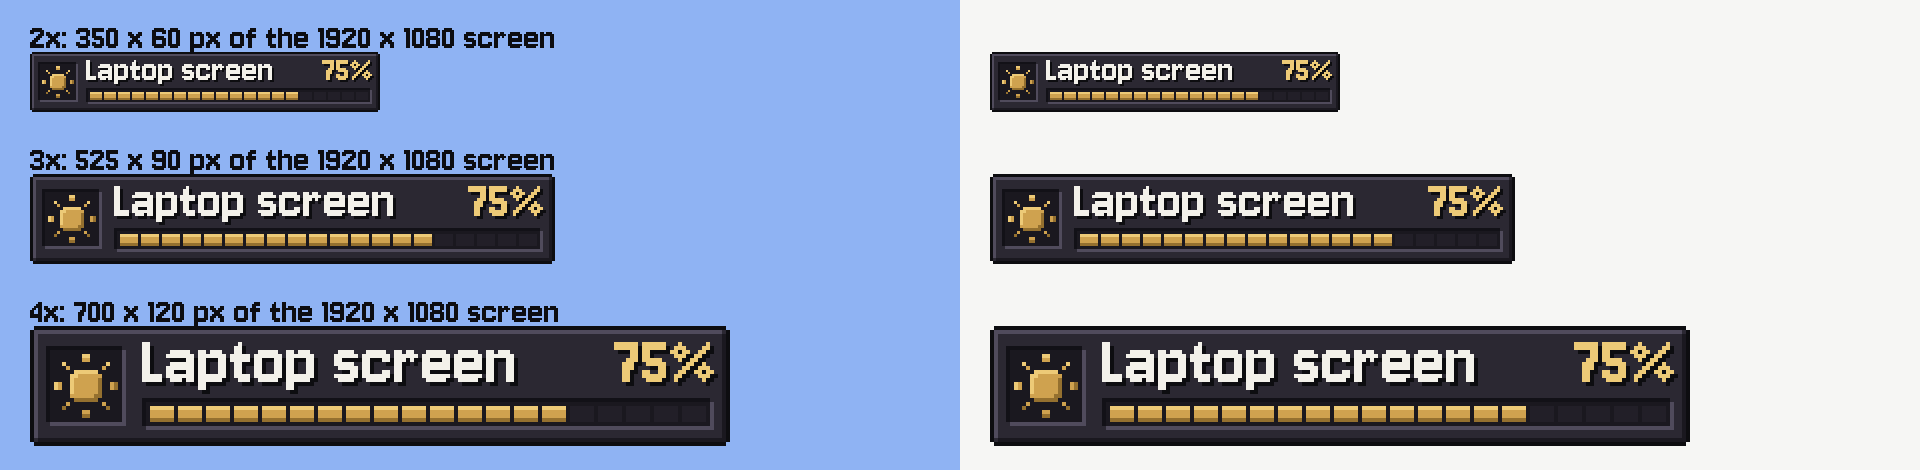 2x: 350 x 60 px of the 1920 x 1080 screen
Laptop screen 75%
Laptop screen 75%
3x: 525 x 90 px of the 1920 x 1080 screen
Laptop screen 75%
Laptop screen 75%
4x: 700 x 120 px of the 1920 x 1080 screen
Laptop screen 75%
Laptop screen 75%